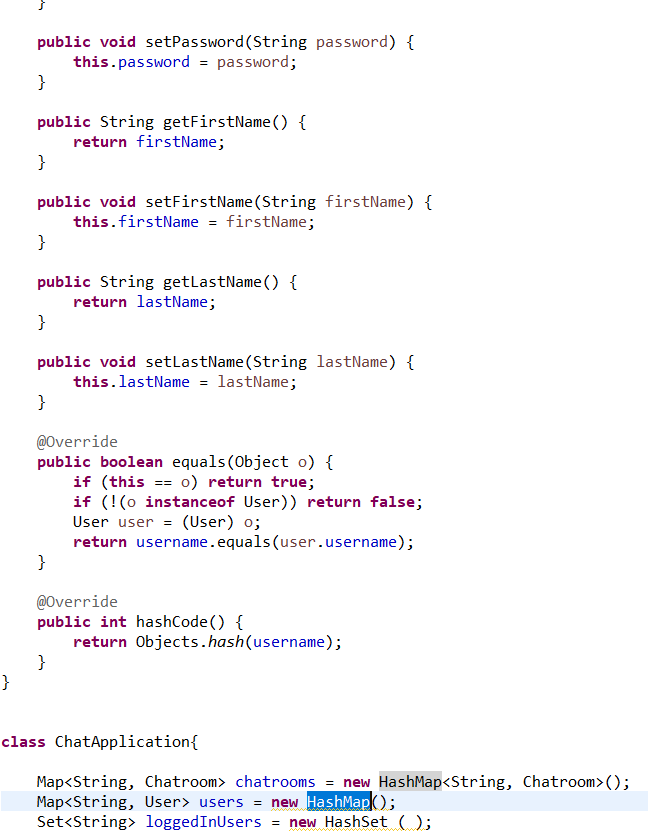 }
public void setPassword(String password) {
this.password = password;
}
public String getFirstName() {
return firstName;
}
public void setFirstName(String firstName) {
this.firstName = firstName;
}
public String getLastName() {
return lastName;
}
public void setLastName(String lastName) {
this.lastName = lastName;
}
@Override
public boolean equals(Object o) {
if (this == o) return true;
if (!(o instanceof User)) return false;
User user = (User) o;
return username.equals(user.username);
}
@Override
public int hashCode() {
return Objects.hash(username);
}
}
class ChatApplication{
Map<String, Chatroom> chatrooms = new HashMap<String, Chatroom>();
Map<String, User> users = new HashMap();
Set<String> loggedInUsers = new HashSet ( );